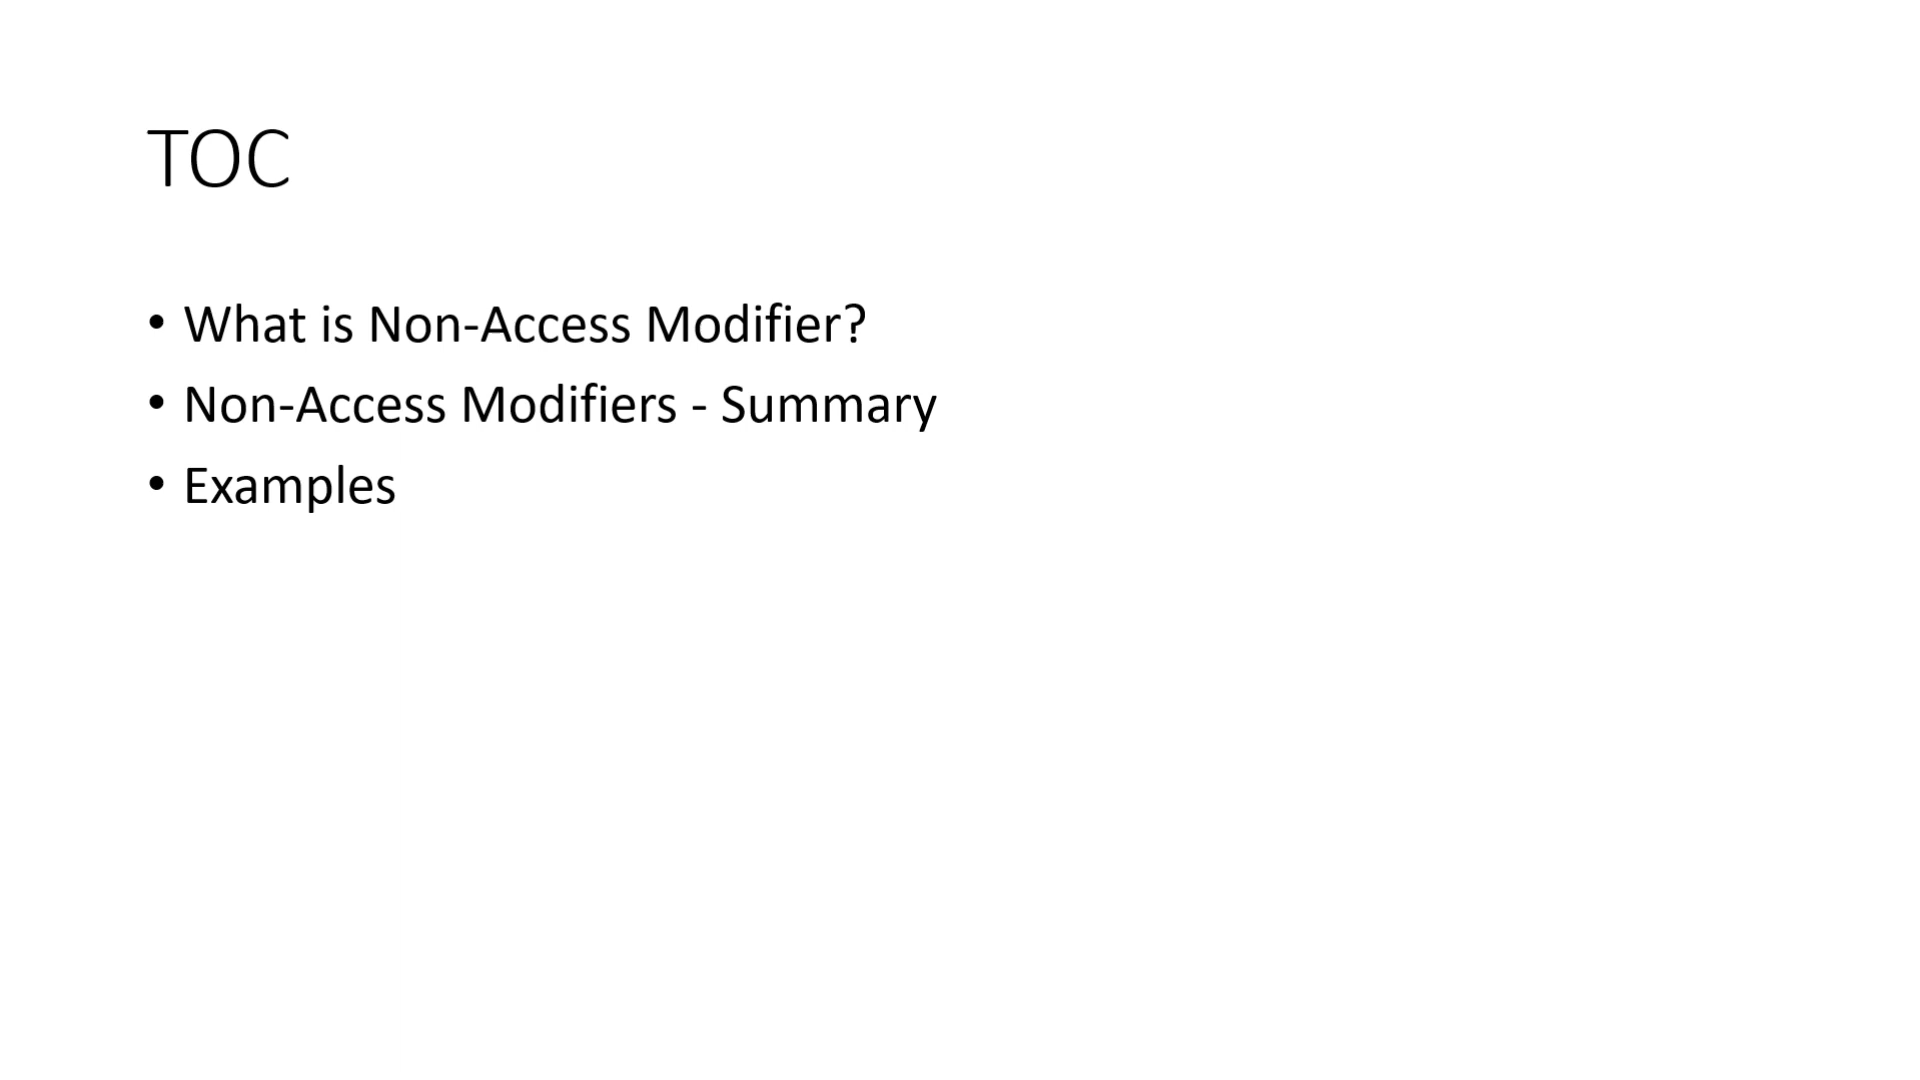 TOC
• What is Non-Access Modifier?
• Non-Access Modifiers - Summary
• Examples